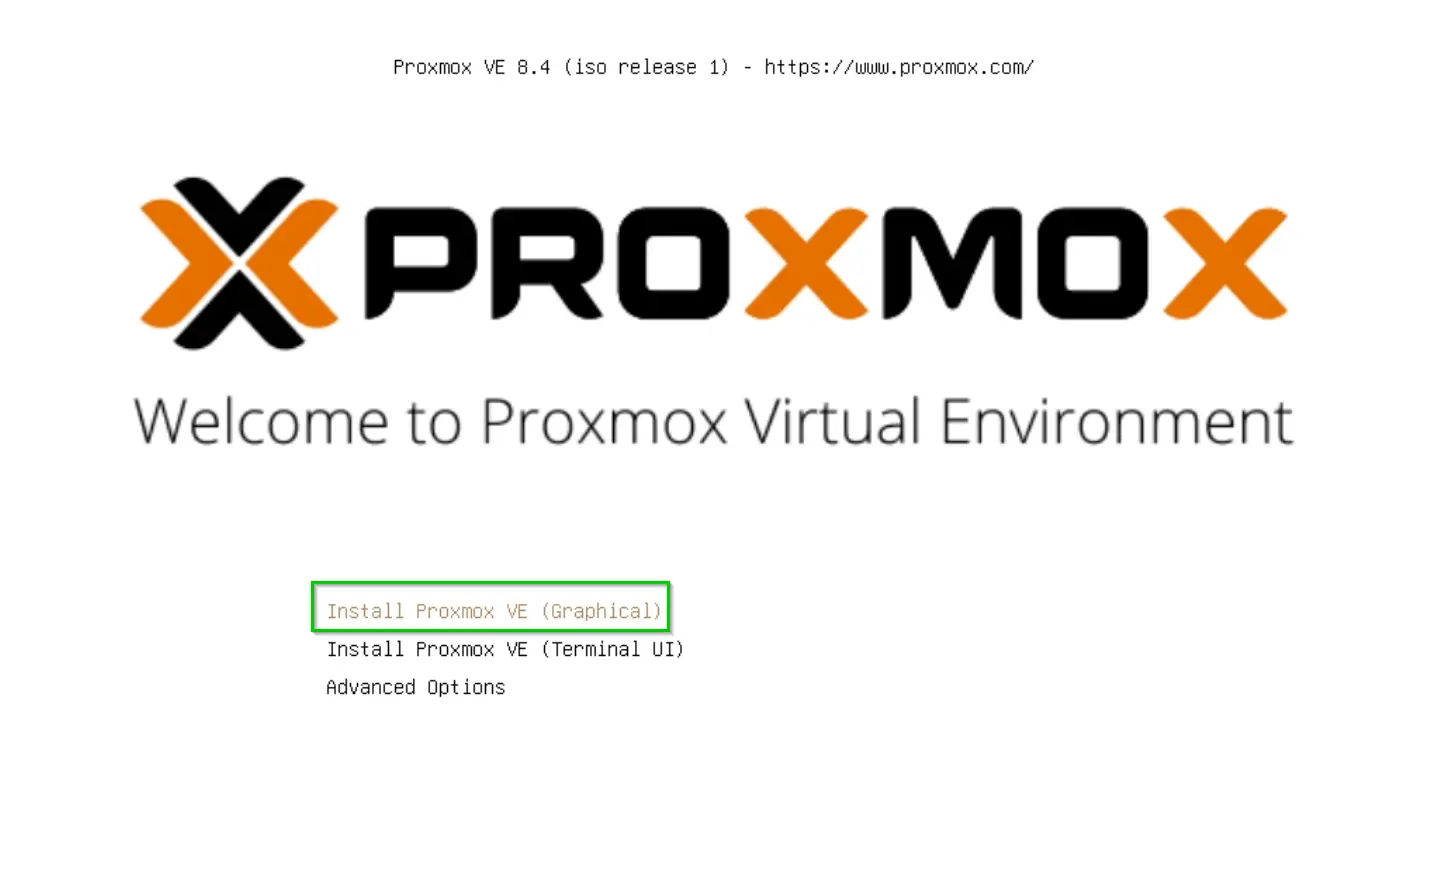 Proxmox VE 8.4 (iso release 1) - https://www.proxmox.com/
PROXMOX
Welcome to Proxmox Virtual Environment
Install Proxmox VE (Graphical)
Install Proxmox VE (Terminal UI)
Advanced Options